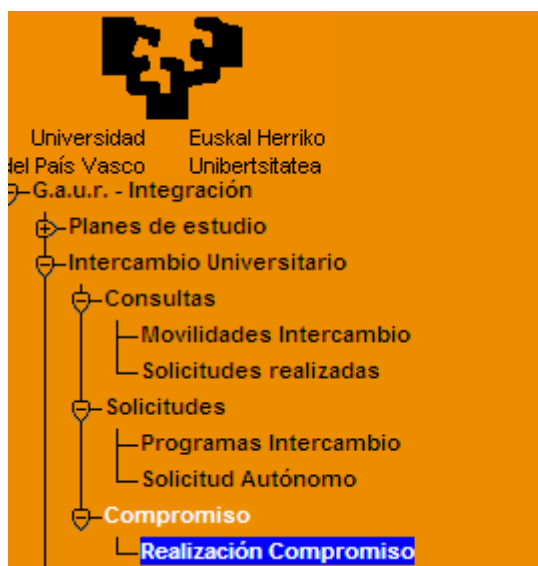 Universidad Euskal Herriko
del País Vasco Unibertsitatea
G.a.u.r. - Integración
Planes de estudio
Intercambio Universitario
Consultas
Movilidades Intercambio
Solicitudes realizadas
Solicitudes
Programas Intercambio
Solicitud Autónomo
Compromiso
Realización Compromiso